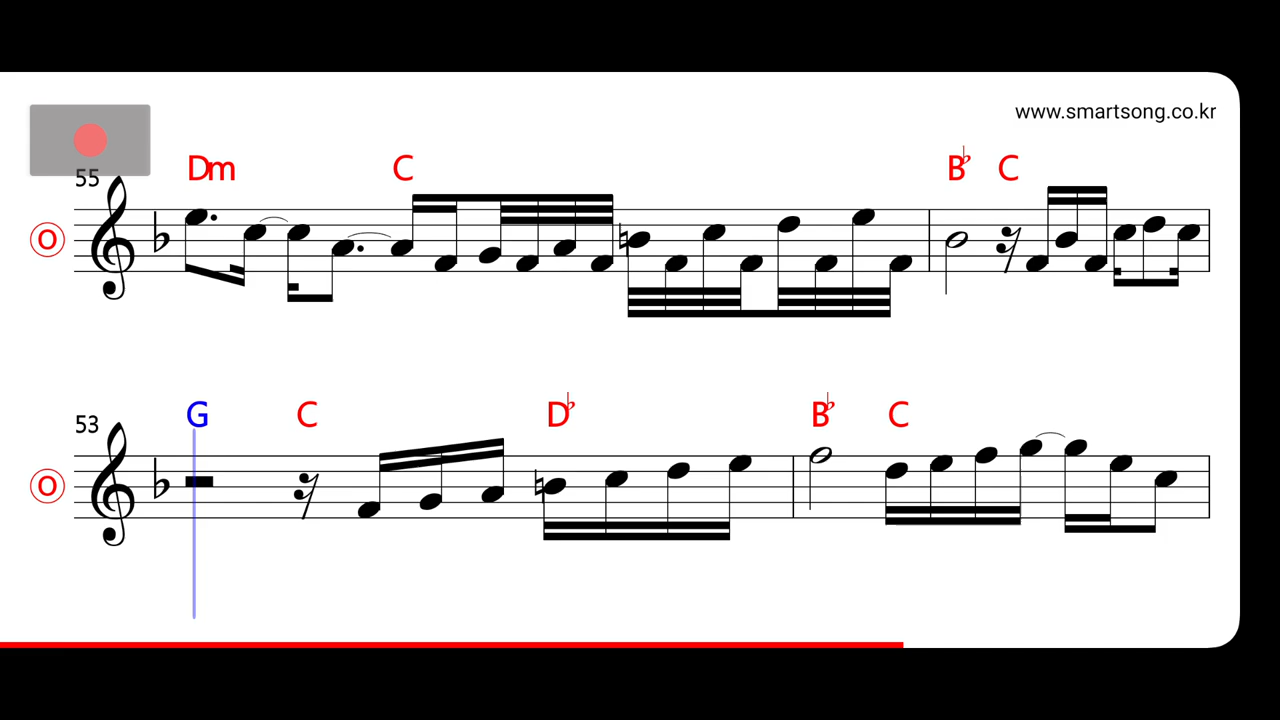 www.smartsong.co.kr
55
Dm C B♭ C
O
53
G C D♭ B♭ C
O